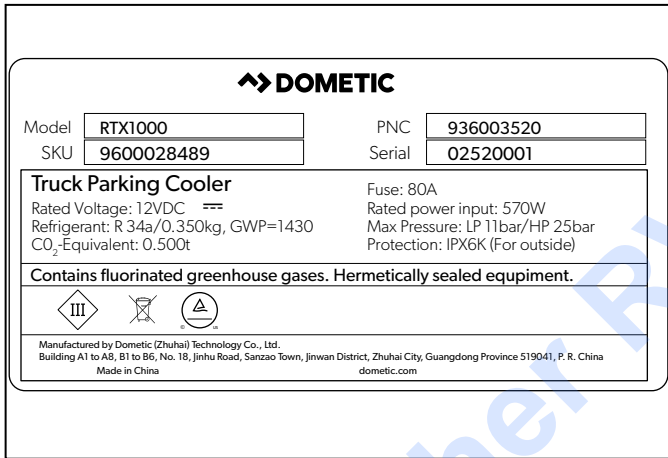 DOMETIC
Model RTX1000 PNC 936003520
SKU 9600028489 Serial 02520001
Truck Parking Cooler
Rated Voltage: 12VDC
Refrigerant: R 34a/0.350kg, GWP=1430
C0₂-Equivalent: 0.500t
Fuse: 80A
Rated power input: 570W
Max Pressure: LP 11bar/HP 25bar
Protection: IPX6K (For outside)
Contains fluorinated greenhouse gases. Hermetically sealed equpiment.
III
Manufactured by Dometic (Zhuhai) Technology Co., Ltd.
Building A1 to A8, B1 to B6, No. 18, Jinhu Road, Sanzao Town, Jinwan District, Zhuhai City, Guangdong Province 519041, P. R. China
Made in China dometic.com